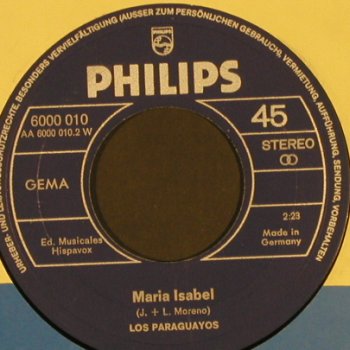 URHEBER- UND LEISTUNGSSCHUTZRECHTE, BESONDERS VERVIELFÄLTIGUNG (AUSSER ZUM PERSÖNLICHEN GEBRAUCH), VERMIETUNG, AUFFÜHRUNG, SENDUNG, VORBEHALTEN
PHILIPS
PHILIPS
6000 010
AA 6000 010.2 W
45
STEREO
GEMA
2:23
Ed. Musicales
Hispavox
Made in
Germany
Maria Isabel
(J. + L. Moreno)
LOS PARAGUAYOS